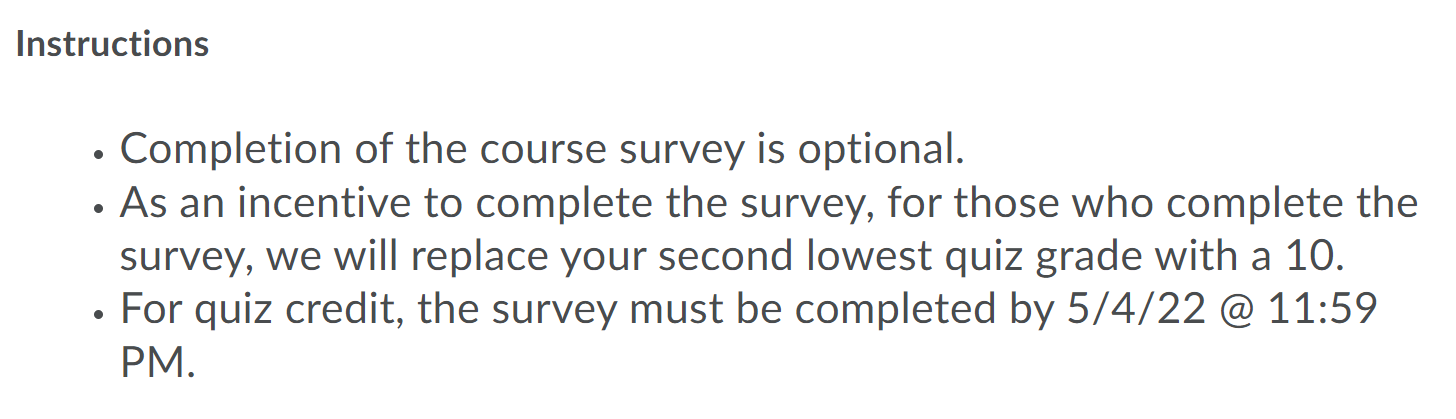 Instructions
• Completion of the course survey is optional.
• As an incentive to complete the survey, for those who complete the
survey, we will replace your second lowest quiz grade with a 10.
• For quiz credit, the survey must be completed by 5/4/22 @ 11:59
PM.